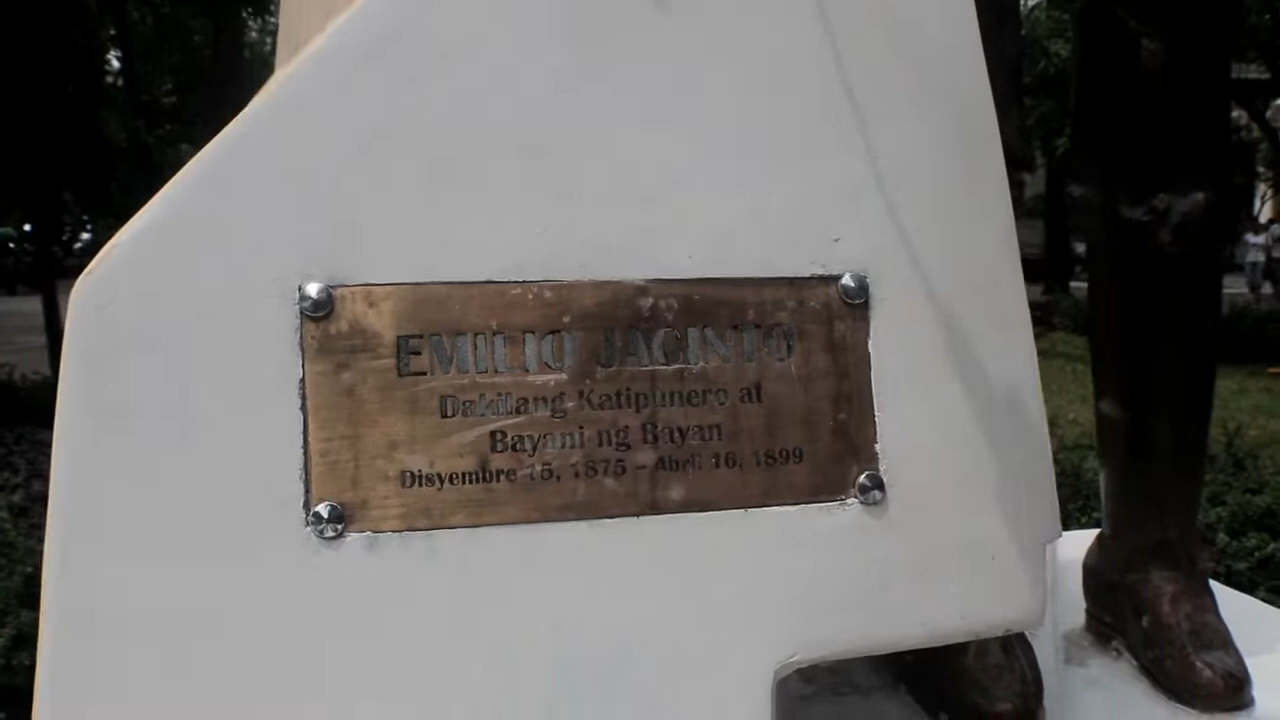 EMILIO JACINTO
Dakilang Katipunero at
Bayani ng Bayan
Disyembre 15, 1875 - Abril 16, 1899